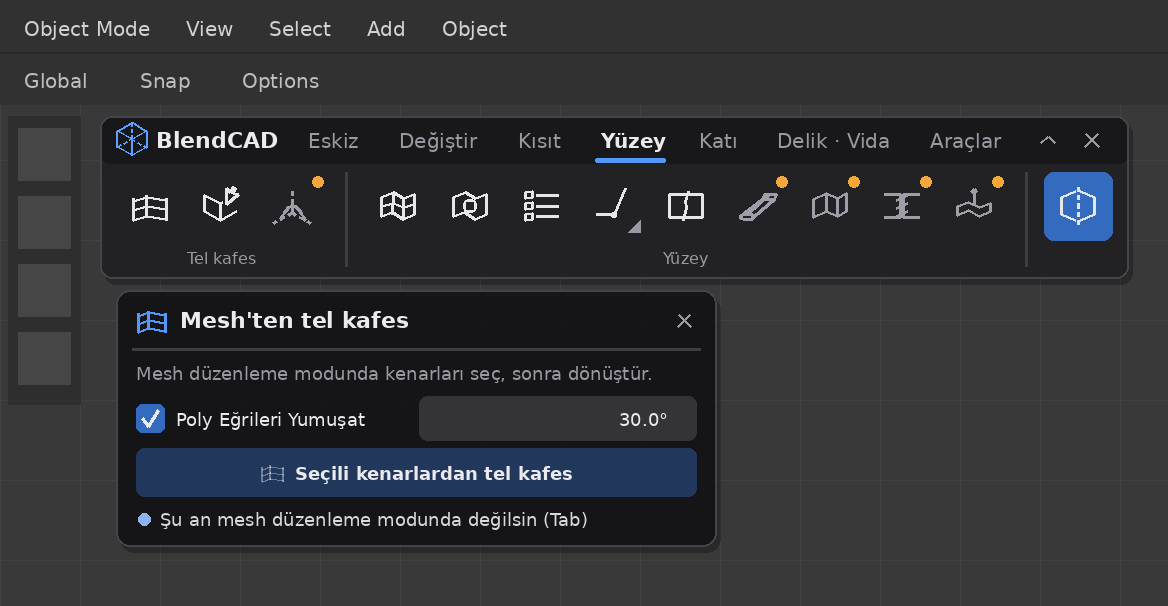 Object Mode View Select Add Object
Global Snap Options
BlendCAD Eskiz Değiştir Kısıt Yüzey Katı Delik · Vida Araçlar
Tel kafes Yüzey
Mesh'ten tel kafes
Mesh düzenleme modunda kenarları seç, sonra dönüştür.
Poly Eğrileri Yumuşat 30.0°
Seçili kenarlardan tel kafes
Şu an mesh düzenleme modunda değilsin (Tab)